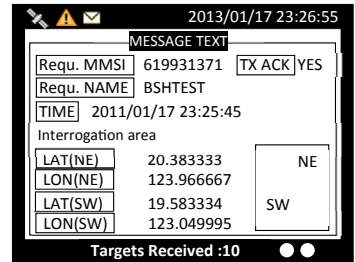 2013/01/17 23:26:55
MESSAGE TEXT
Requ. MMSI 619931371 TX ACK YES
Requ. NAME BSHTEST
TIME 2011/01/17 23:25:45
Interrogation area
LAT(NE) 20.383333 NE
LON(NE) 123.966667
LAT(SW) 19.583334 SW
LON(SW) 123.049995
Targets Received :10